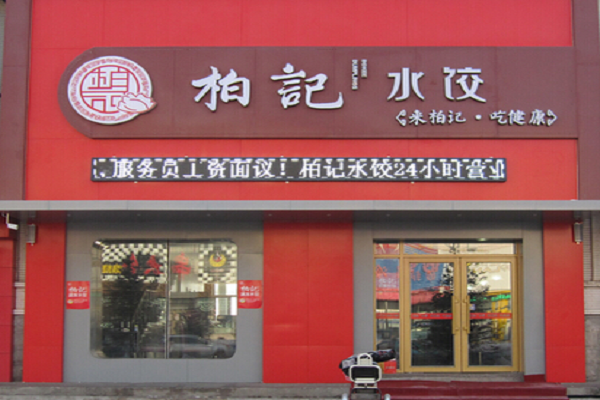 柏記 水饺
来柏记·吃健康
服务员工资面议！柏记水饺24小时营业